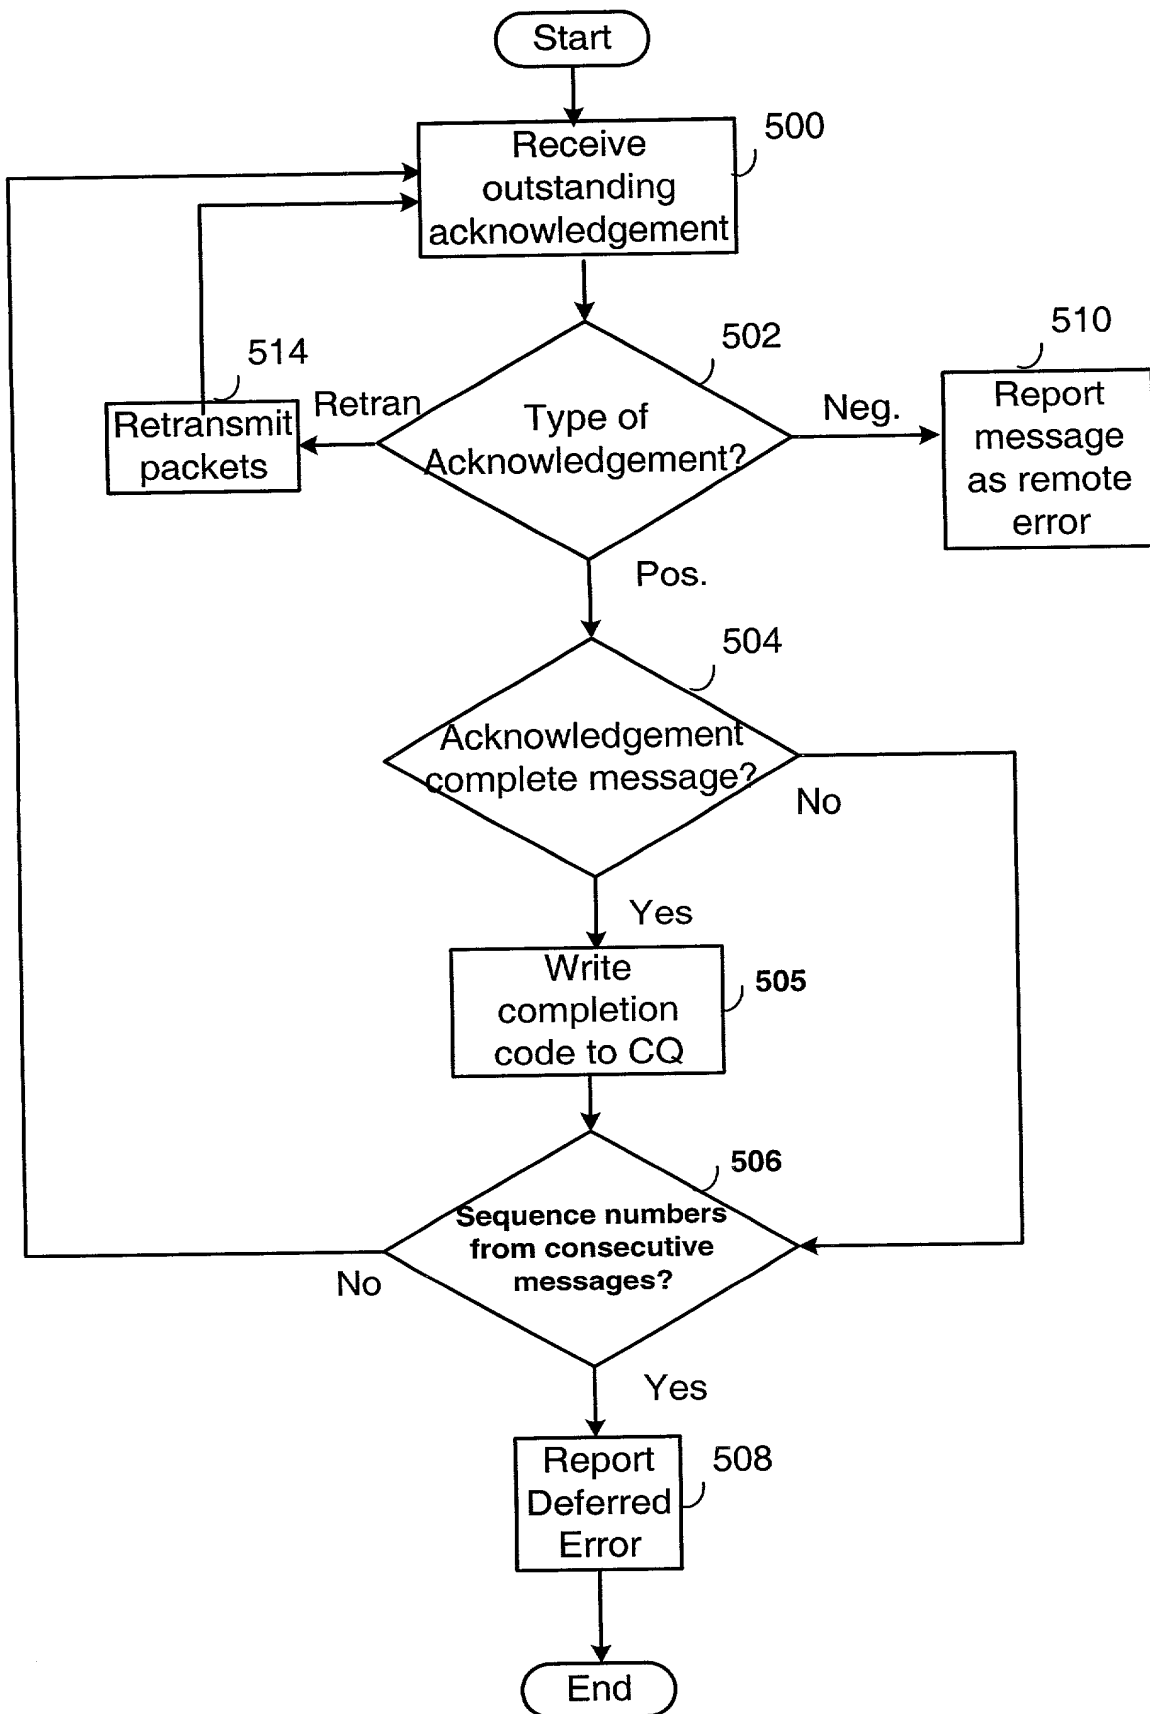 Start
500
Receive
outstanding
acknowledgement
502
510
514
Retran
Retransmit
packets
Type of
Acknowledgement?
Neg.
Report
message
as remote
error
Pos.
504
Acknowledgement
complete message?
No
Yes
505
Write
completion
code to CQ
506
Sequence numbers
from consecutive
messages?
No
Yes
508
Report
Deferred
Error
End